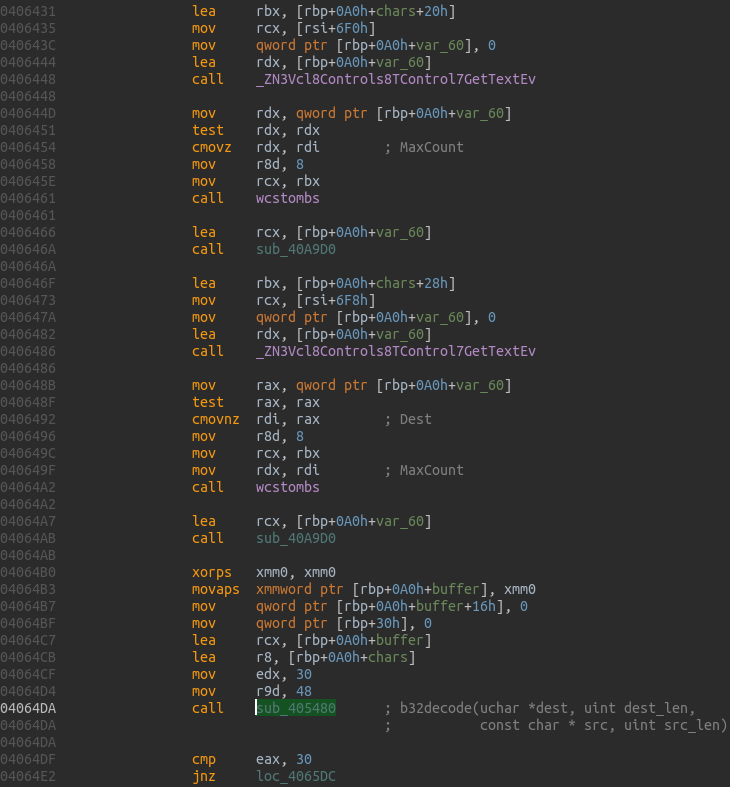 0406431 lea rbx, [rbp+0A0h+chars+20h]
0406435 mov rcx, [rsi+6F0h]
040643C mov qword ptr [rbp+0A0h+var_60], 0
0406444 lea rdx, [rbp+0A0h+var_60]
0406448 call _ZN3Vcl8Controls8TControl7GetTextEv
0406448
040644D mov rdx, qword ptr [rbp+0A0h+var_60]
0406451 test rdx, rdx
0406454 cmovz rdx, rdi ; MaxCount
0406458 mov r8d, 8
040645E mov rcx, rbx
0406461 call wcstombs
0406461
0406466 lea rcx, [rbp+0A0h+var_60]
040646A call sub_40A9D0
040646A
040646F lea rbx, [rbp+0A0h+chars+28h]
0406473 mov rcx, [rsi+6F8h]
040647A mov qword ptr [rbp+0A0h+var_60], 0
0406482 lea rdx, [rbp+0A0h+var_60]
0406486 call _ZN3Vcl8Controls8TControl7GetTextEv
0406486
040648B mov rax, qword ptr [rbp+0A0h+var_60]
040648F test rax, rax
0406492 cmovnz rdi, rax ; Dest
0406496 mov r8d, 8
040649C mov rcx, rbx
040649F mov rdx, rdi ; MaxCount
04064A2 call wcstombs
04064A2
04064A7 lea rcx, [rbp+0A0h+var_60]
04064AB call sub_40A9D0
04064AB
04064B0 xorps xmm0, xmm0
04064B3 movaps xmmword ptr [rbp+0A0h+buffer], xmm0
04064B7 mov qword ptr [rbp+0A0h+buffer+16h], 0
04064BF mov qword ptr [rbp+30h], 0
04064C7 lea rcx, [rbp+0A0h+buffer]
04064CB lea r8, [rbp+0A0h+chars]
04064CF mov edx, 30
04064D4 mov r9d, 48
04064DA call sub_405480 ; b32decode(uchar *dest, uint dest_len,
04064DA ; const char * src, uint src_len)
04064DA
04064DF cmp eax, 30
04064E2 jnz loc_4065DC